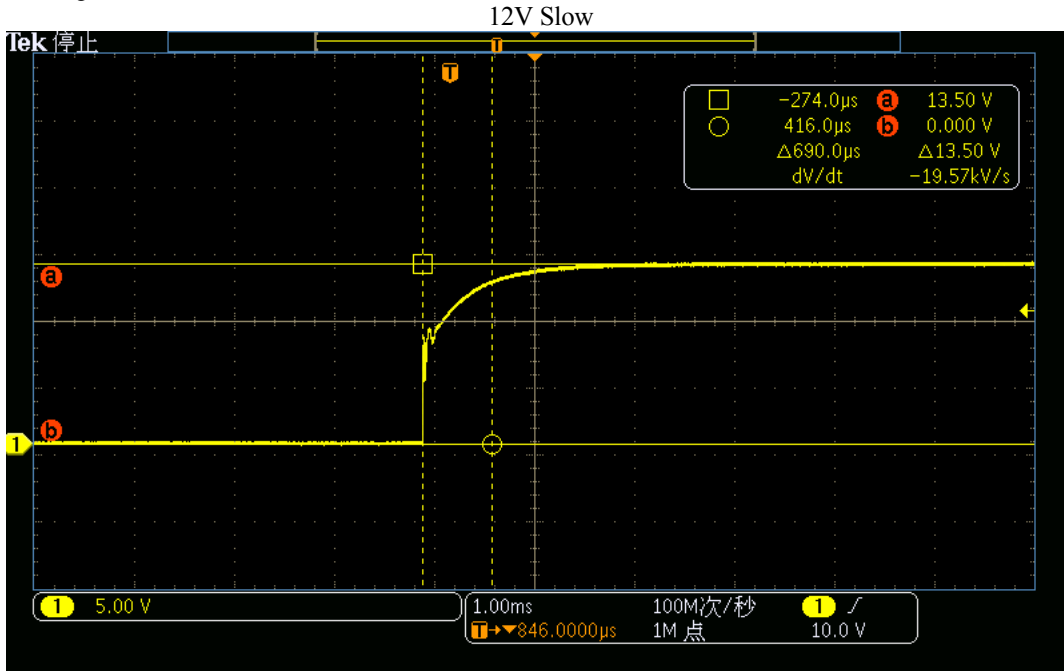 12V Slow
Tek 停止
T
T
−274.0μs a 13.50 V
416.0μs b 0.000 V
△690.0μs △13.50 V
dV/dt −19.57kV/s
a
b
1
1 5.00 V
1.00ms 100M次/秒 1 ∫
T→▼846.0000μs 1M 点 10.0 V